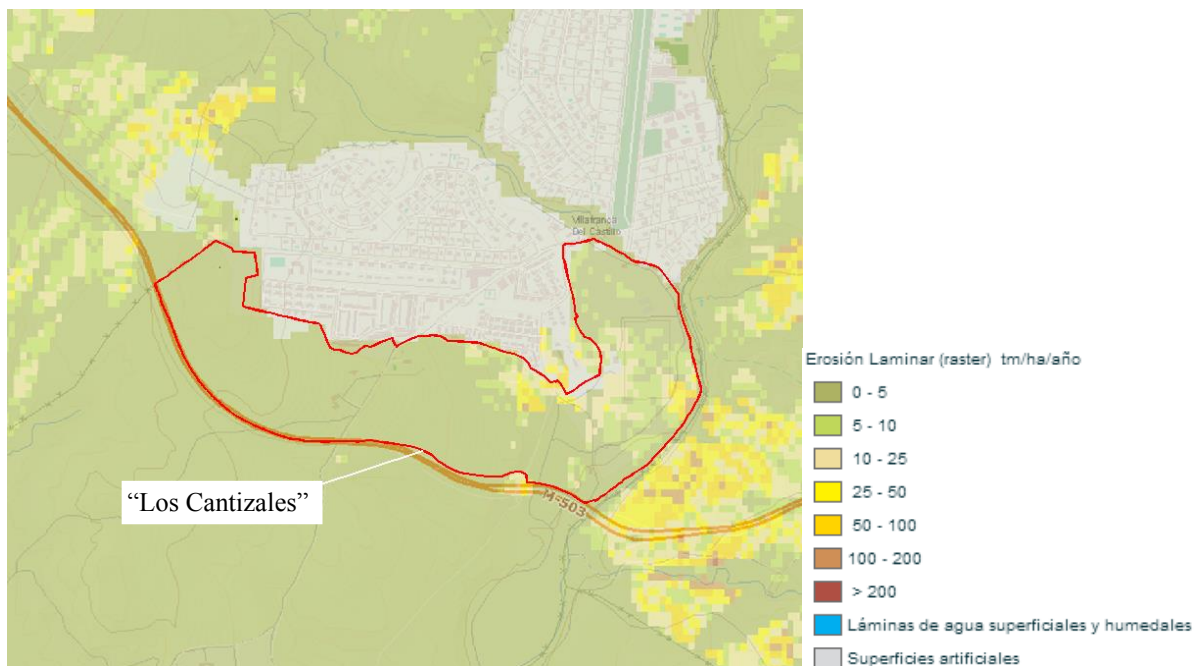 Villafranca
Del Castillo
M-503
“Los Cantizales”
Erosión Laminar (raster) tm/ha/año
0 - 5
5 - 10
10 - 25
25 - 50
50 - 100
100 - 200
> 200
Láminas de agua superficiales y humedales
Superficies artificiales